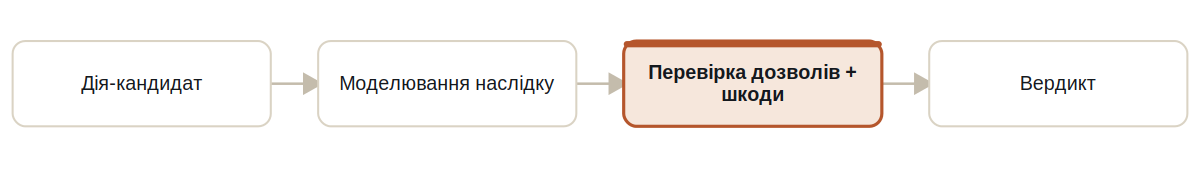 Дія-кандидат
Моделювання наслідку
Перевірка дозволів +
шкоди
Вердикт